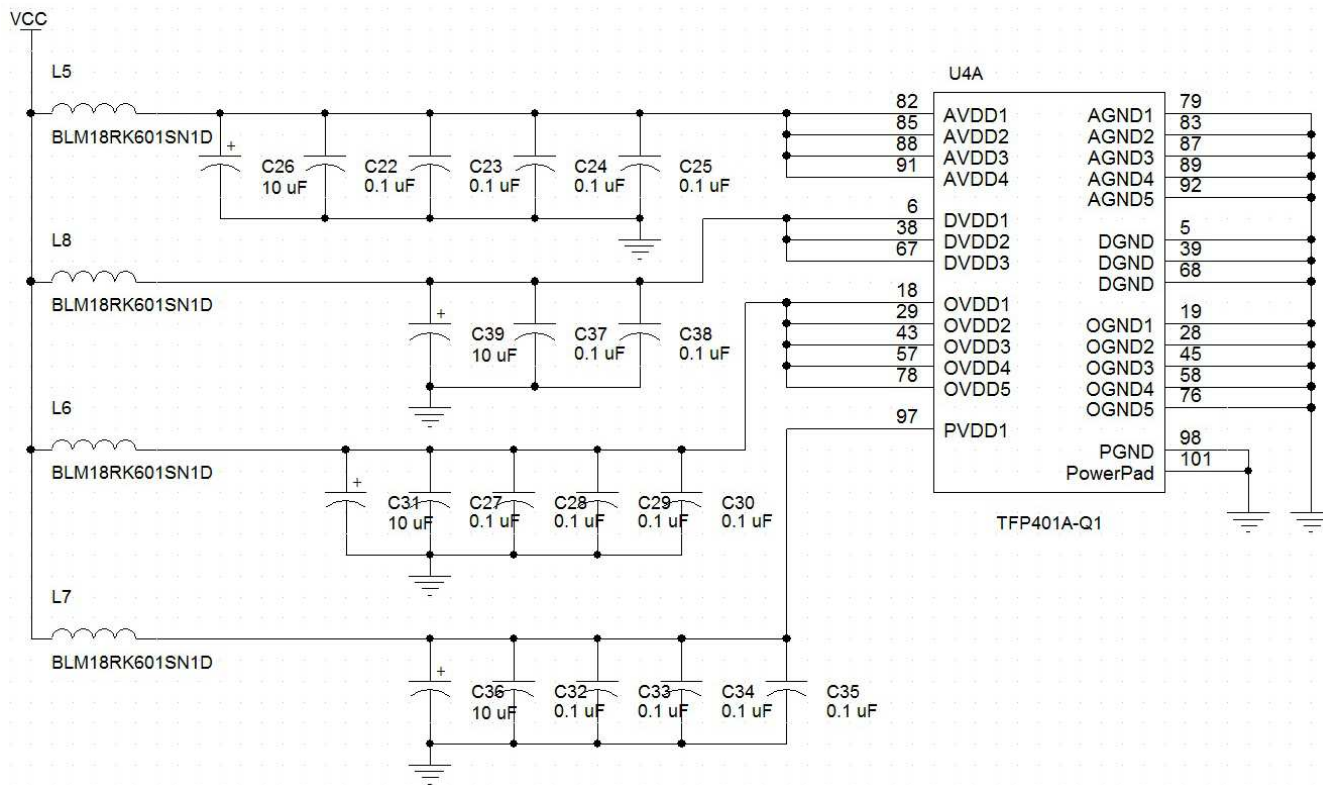 VCC
L5
BLM18RK601SN1D
+
C26
10 uF
C22
0.1 uF
C23
0.1 uF
C24
0.1 uF
C25
0.1 uF
L8
BLM18RK601SN1D
+
C39
10 uF
C37
0.1 uF
C38
0.1 uF
L6
BLM18RK601SN1D
+
C31
10 uF
C27
0.1 uF
C28
0.1 uF
C29
0.1 uF
C30
0.1 uF
L7
BLM18RK601SN1D
+
C36
10 uF
C32
0.1 uF
C33
0.1 uF
C34
0.1 uF
C35
0.1 uF
U4A
82 AVDD1
85 AVDD2
88 AVDD3
91 AVDD4
6 DVDD1
38 DVDD2
67 DVDD3
18 OVDD1
29 OVDD2
43 OVDD3
57 OVDD4
78 OVDD5
97 PVDD1
AGND1 79
AGND2 83
AGND3 87
AGND4 89
AGND5 92
DGND 5
DGND 39
DGND 68
OGND1 19
OGND2 28
OGND3 45
OGND4 58
OGND5 76
PGND 98
PowerPad 101
TFP401A-Q1